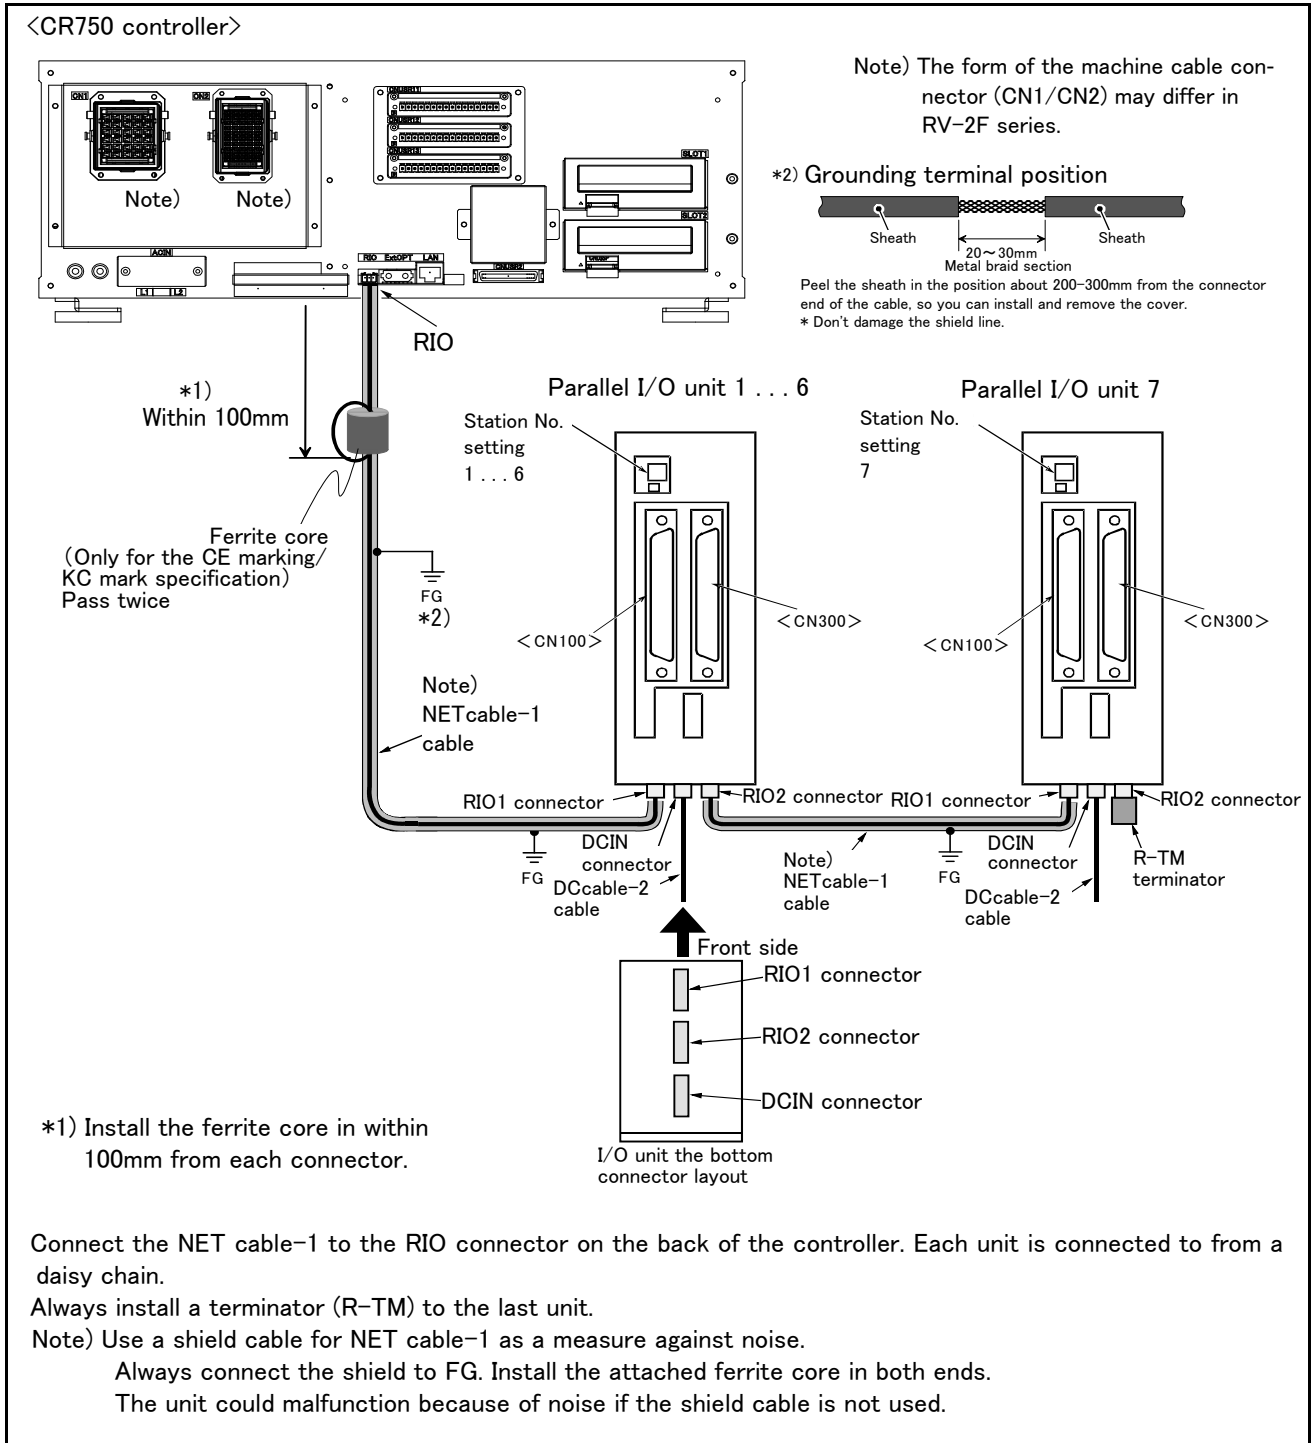 <CR750 controller>
Note) The form of the machine cable con-
nector (CN1/CN2) may differ in
RV-2F series.
CN1
CN2
CNUSR11
CNUSR12
CNUSR13
SLOT1
SLOT2
Note)
Note)
ACIN
L1 L2
RIO ExtOPT LAN
CNUSR2
RIO
*2) Grounding terminal position
Sheath
Sheath
20~30mm
Metal braid section
Peel the sheath in the position about 200-300mm from the connector
end of the cable, so you can install and remove the cover.
* Don't damage the shield line.
*1)
Within 100mm
Ferrite core
(Only for the CE marking/
KC mark specification)
Pass twice
FG
*2)
Note)
NETcable-1
cable
Parallel I/O unit 1 . . . 6
Station No.
setting
1 . . . 6
<CN100>
<CN300>
Parallel I/O unit 7
Station No.
setting
7
<CN100>
<CN300>
RIO1 connector
RIO2 connector
RIO1 connector
RIO2 connector
FG
DCIN
connector
DCcable-2
cable
Note)
NETcable-1
cable
FG
DCIN
connector
DCcable-2
cable
R-TM
terminator
Front side
RIO1 connector
RIO2 connector
DCIN connector
I/O unit the bottom
connector layout
*1) Install the ferrite core in within
100mm from each connector.
Connect the NET cable-1 to the RIO connector on the back of the controller. Each unit is connected to from a
daisy chain.
Always install a terminator (R-TM) to the last unit.
Note) Use a shield cable for NET cable-1 as a measure against noise.
Always connect the shield to FG. Install the attached ferrite core in both ends.
The unit could malfunction because of noise if the shield cable is not used.